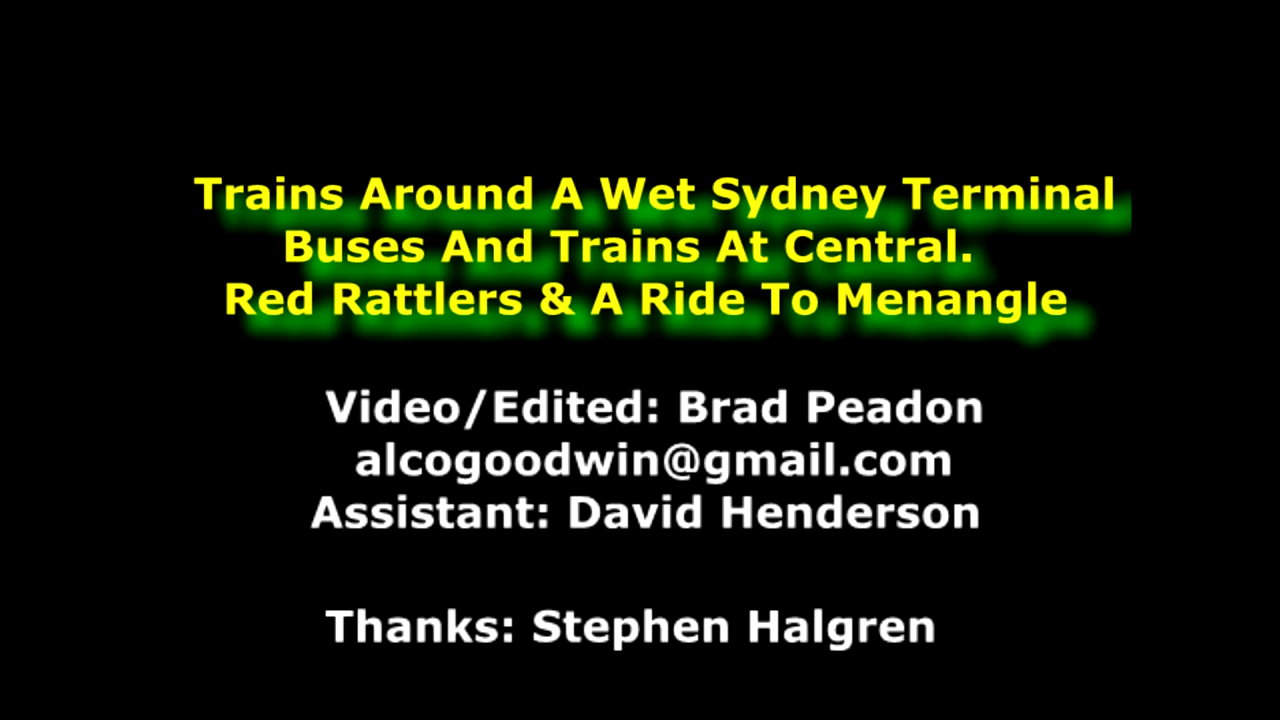 Trains Around A Wet Sydney Terminal
Buses And Trains At Central.
Red Rattlers & A Ride To Menangle
Video/Edited: Brad Peadon
alcogoodwin@gmail.com
Assistant: David Henderson
Thanks: Stephen Halgren